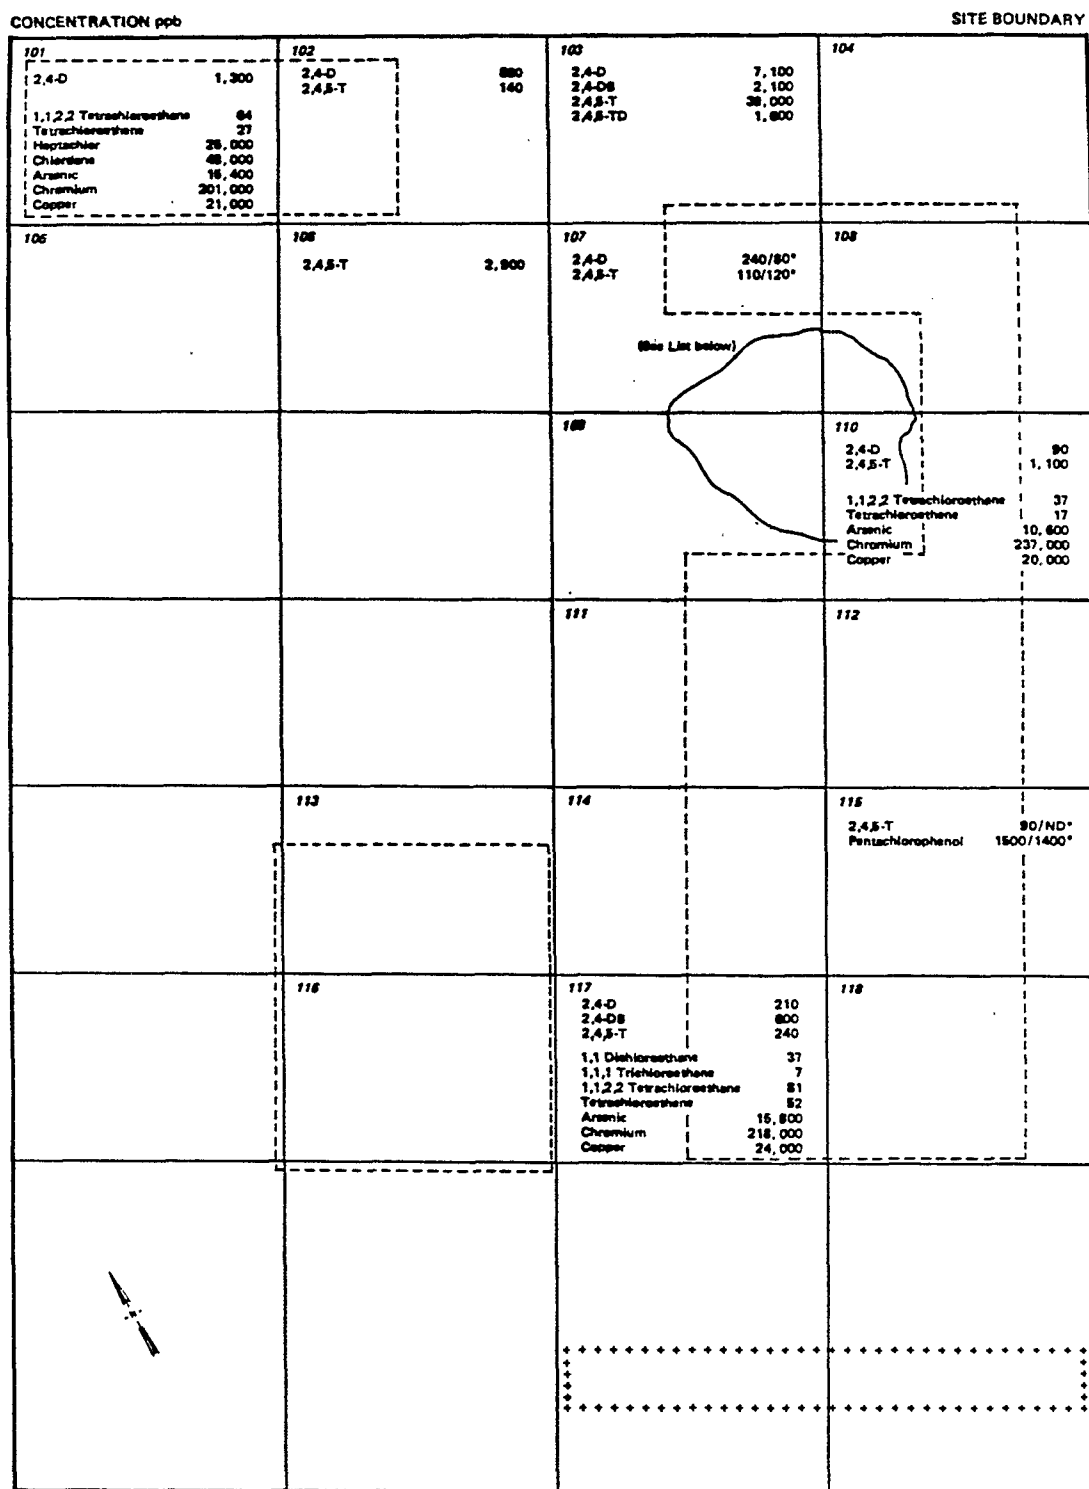 CONCENTRATION ppb
SITE BOUNDARY
101
2,4-D 1,300
1,1,2,2 Tetrachloroethane 64
Tetrachloroethene 27
Heptachlor 25,000
Chlordane 48,000
Arsenic 15,400
Chromium 201,000
Copper 21,000
102
2,4-D 880
2,4,5-T 140
103
2,4-D 7,100
2,4-DB 2,100
2,4,5-T 38,000
2,4,5-TD 1,600
104
105
106
2,4,5-T 2,900
107
2,4-D 240/80*
2,4,5-T 110/120*
(See List below)
108
109
110
2,4-D 90
2,4,5-T 1,100
1,1,2,2 Tetrachloroethane 37
Tetrachloroethene 17
Arsenic 10,600
Chromium 237,000
Copper 20,000
111
112
113
114
115
2,4,5-T 90/ND*
Pentachlorophenol 1500/1400*
116
117
2,4-D 210
2,4-DB 600
2,4,5-T 240
1,1 Dichloroethane 37
1,1,1 Trichloroethane 7
1,1,2,2 Tetrachloroethane 81
Tetrachloroethene 52
Arsenic 15,800
Chromium 218,000
Copper 24,000
118